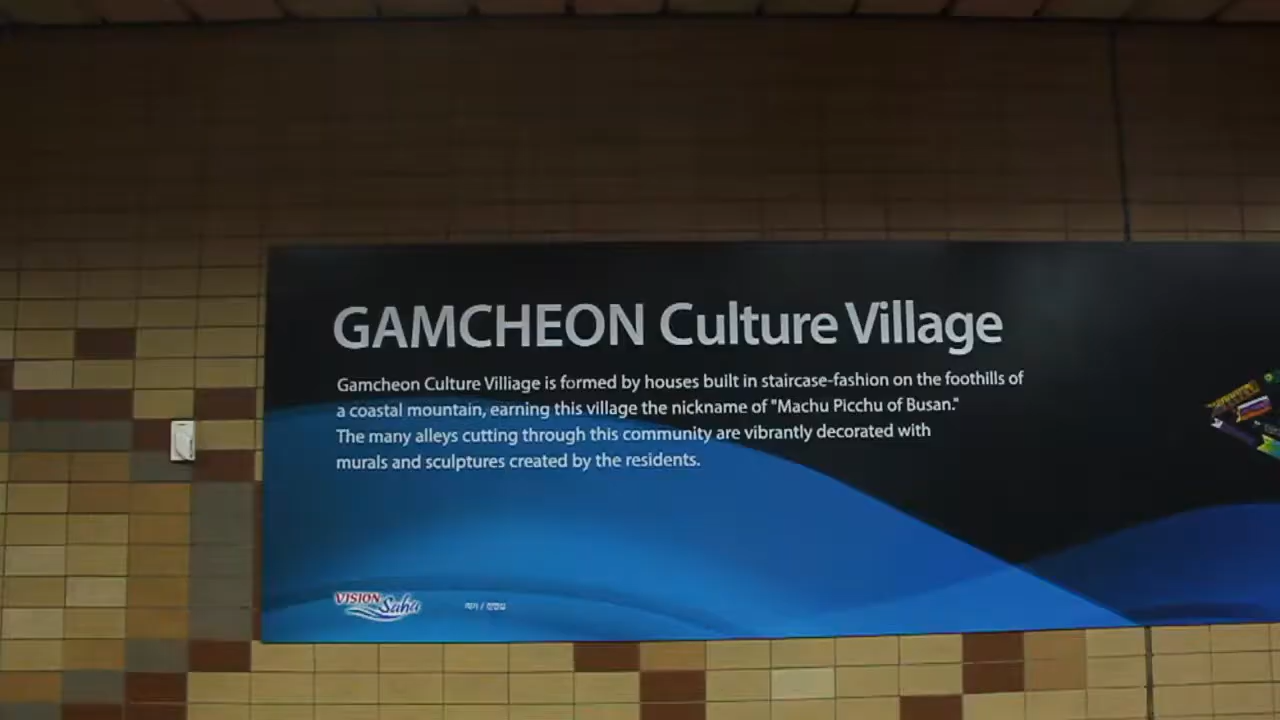 GAMCHEON Culture Village
Gamcheon Culture Villiage is formed by houses built in staircase-fashion on the foothills of
a coastal mountain, earning this village the nickname of "Machu Picchu of Busan."
The many alleys cutting through this community are vibrantly decorated with
murals and sculptures created by the residents.
VISION
Saha